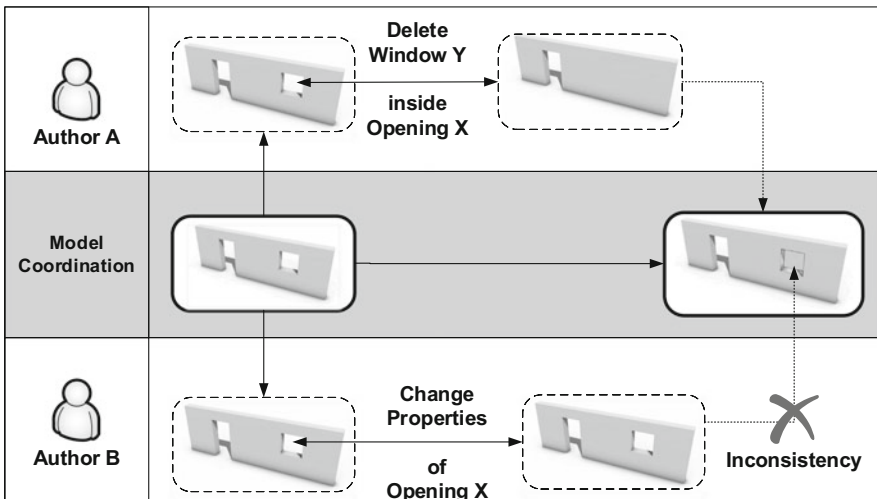 Delete
Window Y
inside
Opening X
Author A
Model
Coordination
Change
Properties
of
Opening X
Author B
Inconsistency